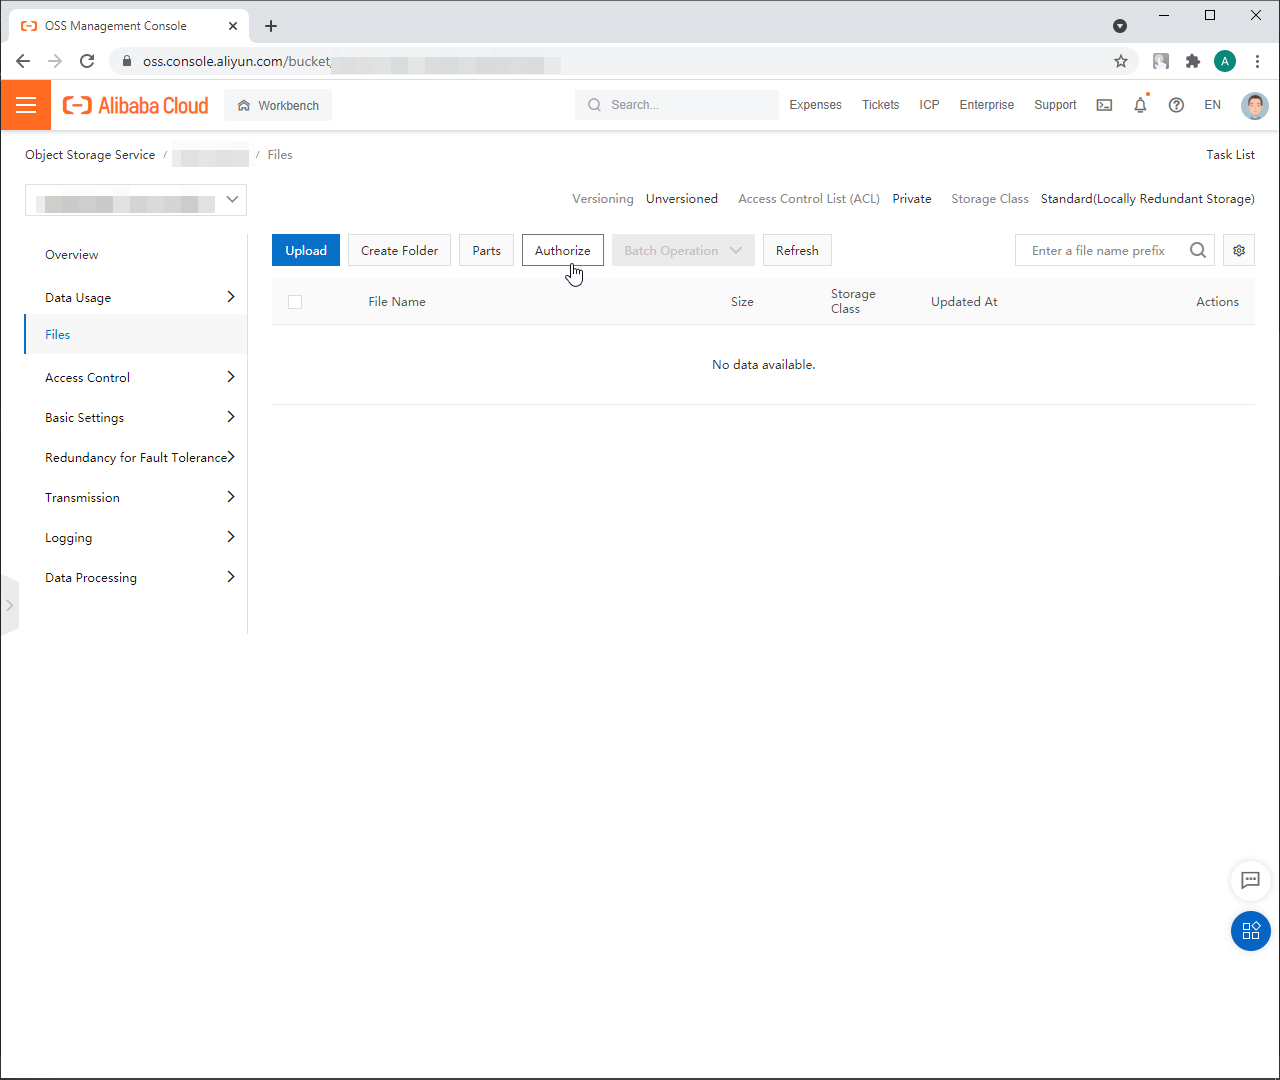 OSS Management Console
oss.console.aliyun.com/bucket
Alibaba Cloud
Workbench
Search...
Expenses
Tickets
ICP
Enterprise
Support
EN
A
Object Storage Service / / Files
Task List
Versioning Unversioned Access Control List (ACL) Private Storage Class Standard(Locally Redundant Storage)
Overview
Data Usage
Files
Access Control
Basic Settings
Redundancy for Fault Tolerance
Transmission
Logging
Data Processing
Upload
Create Folder
Parts
Authorize
Batch Operation
Refresh
Enter a file name prefix
File Name
Size
Storage
Class
Updated At
Actions
No data available.